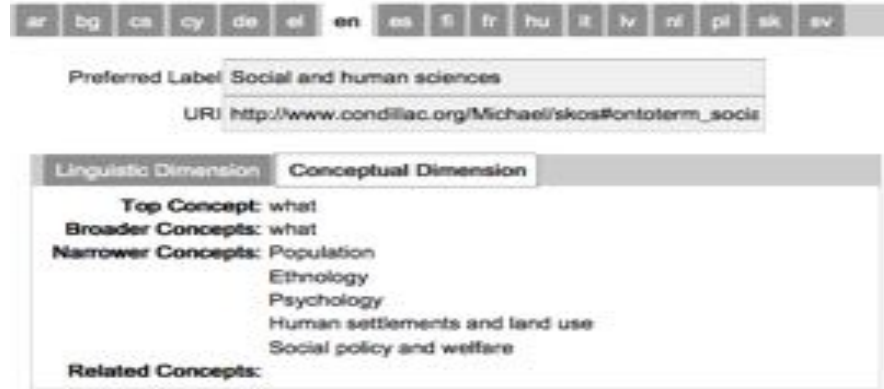 ar bg cs cy de el en es fi fr hu it lv nl pl sk sv
Preferred Label Social and human sciences
URI http://www.condillac.org/Michael/skos#ontoterm_socia
Linguistic Dimension Conceptual Dimension
Top Concept: what
Broader Concepts: what
Narrower Concepts: Population
Ethnology
Psychology
Human settlements and land use
Social policy and welfare
Related Concepts: